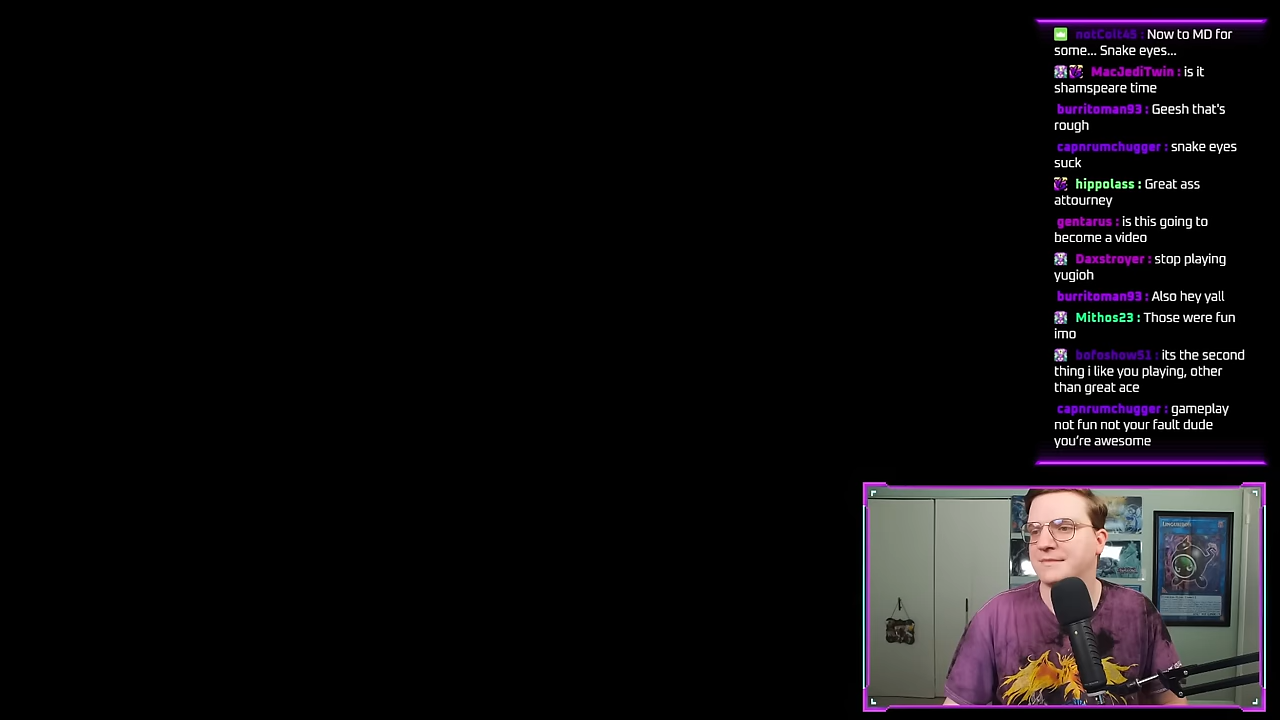 notColt45 : Now to MD for
some... Snake eyes...
MacJediTwin : is it
shamspeare time
burritoman93 : Geesh that's
rough
capnrumchugger : snake eyes
suck
hippolass : Great ass
attourney
gentarus : is this going to
become a video
Daxstroyer : stop playing
yugioh
burritoman93 : Also hey yall
Mithos23 : Those were fun
imo
bofoshow51 : its the second
thing i like you playing, other
than great ace
capnrumchugger : gameplay
not fun not your fault dude
you're awesome